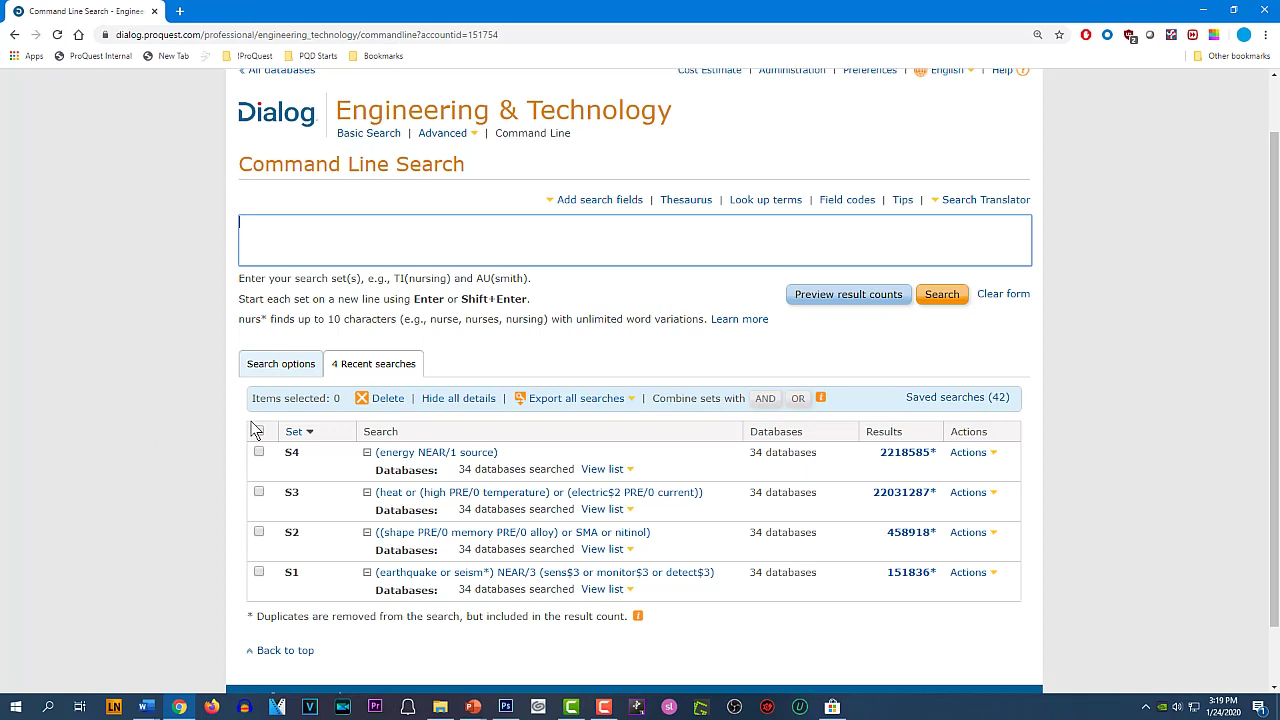 Command Line Search - Engine
dialog.proquest.com/professional/engineering_technology/commandline?accountid=151754
Apps ProQuest Internal New Tab !ProQuest PQD Starts Bookmarks Other bookmarks
All databases Cost Estimate Administration Preferences English Help
Dialog Engineering & Technology
Basic Search | Advanced | Command Line
Command Line Search
Add search fields | Thesaurus | Look up terms | Field codes | Tips | Search Translator
Enter your search set(s), e.g., TI(nursing) and AU(smith).
Start each set on a new line using Enter or Shift+Enter.
Preview result counts Search Clear form
nurs* finds up to 10 characters (e.g., nurse, nurses, nursing) with unlimited word variations. Learn more
Search options 4 Recent searches
Items selected: 0 Delete | Hide all details | Export all searches | Combine sets with AND OR Saved searches (42)
Set Search Databases Results Actions
S4 (energy NEAR/1 source) 34 databases 2218585* Actions
Databases: 34 databases searched View list
S3 (heat or (high PRE/0 temperature) or (electric$2 PRE/0 current)) 34 databases 22031287* Actions
Databases: 34 databases searched View list
S2 ((shape PRE/0 memory PRE/0 alloy) or SMA or nitinol) 34 databases 458918* Actions
Databases: 34 databases searched View list
S1 (earthquake or seism*) NEAR/3 (sens$3 or monitor$3 or detect$3) 34 databases 151836* Actions
Databases: 34 databases searched View list
* Duplicates are removed from the search, but included in the result count.
Back to top
3:19 PM
1/24/2020